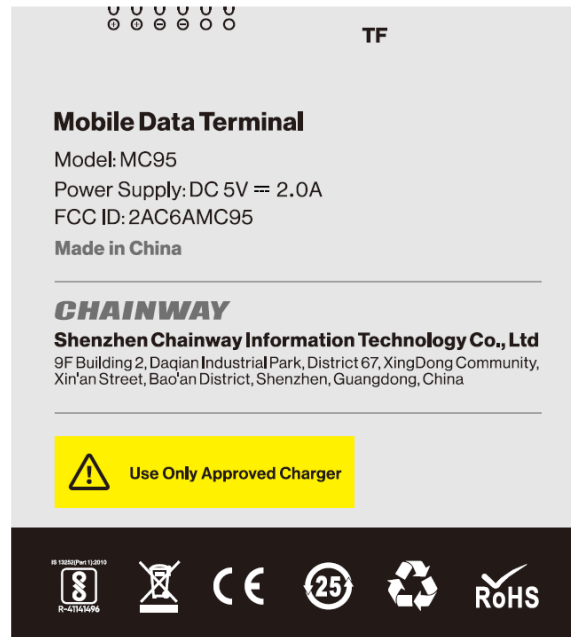 TF
Mobile Data Terminal
Model: MC95
Power Supply: DC 5V ⎓ 2.0A
FCC ID: 2AC6AMC95
Made in China
CHAINWAY
Shenzhen Chainway Information Technology Co., Ltd
9F Building 2, Daqian Industrial Park, District 67, XingDong Community,
Xin'an Street, Bao'an District, Shenzhen, Guangdong, China
Use Only Approved Charger
IS 13252(Part 1):2010
R-41141496
CE
25
RoHS